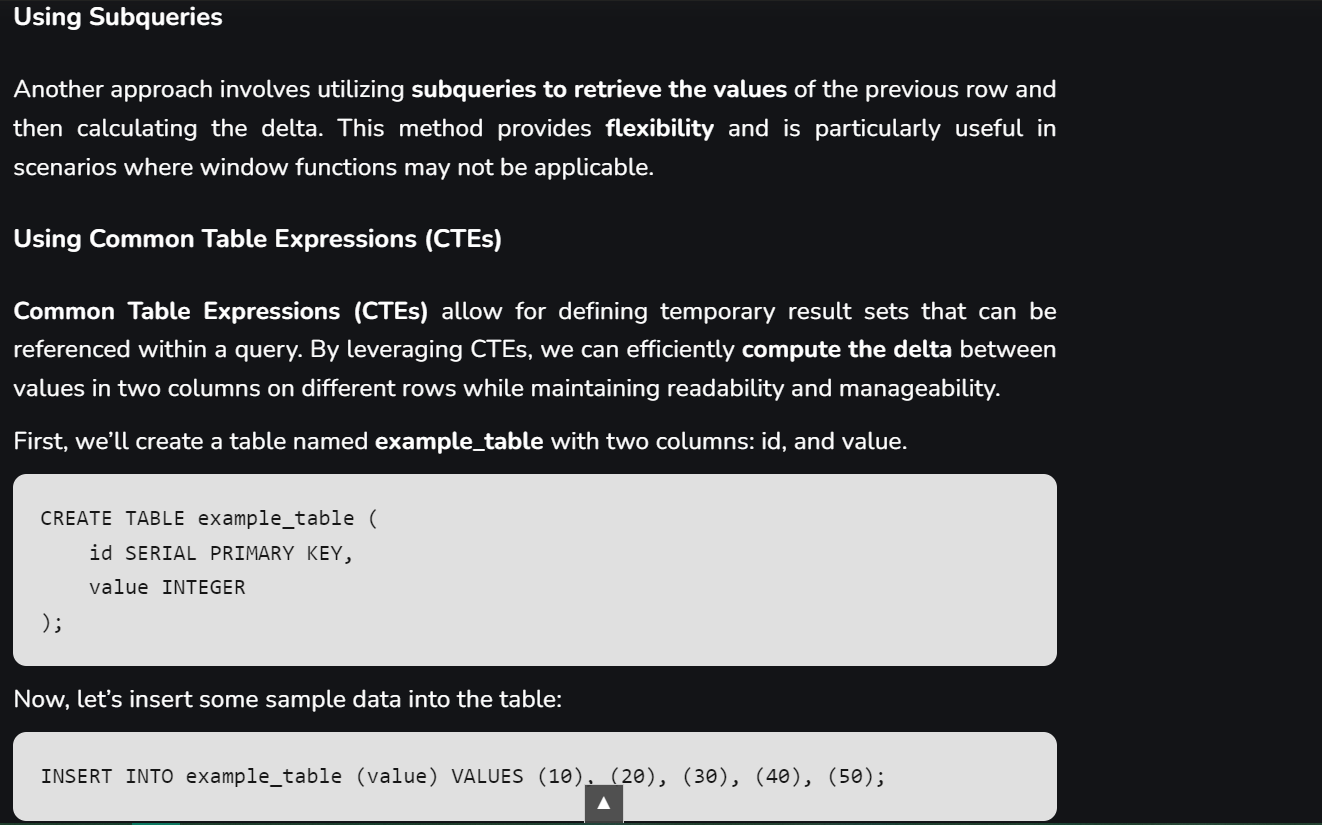 Using Subqueries
Another approach involves utilizing subqueries to retrieve the values of the previous row and
then calculating the delta. This method provides flexibility and is particularly useful in
scenarios where window functions may not be applicable.
Using Common Table Expressions (CTEs)
Common Table Expressions (CTEs) allow for defining temporary result sets that can be
referenced within a query. By leveraging CTEs, we can efficiently compute the delta between
values in two columns on different rows while maintaining readability and manageability.
First, we’ll create a table named example_table with two columns: id, and value.
CREATE TABLE example_table (
    id SERIAL PRIMARY KEY,
    value INTEGER
);
Now, let’s insert some sample data into the table:
INSERT INTO example_table (value) VALUES (10), (20), (30), (40), (50);